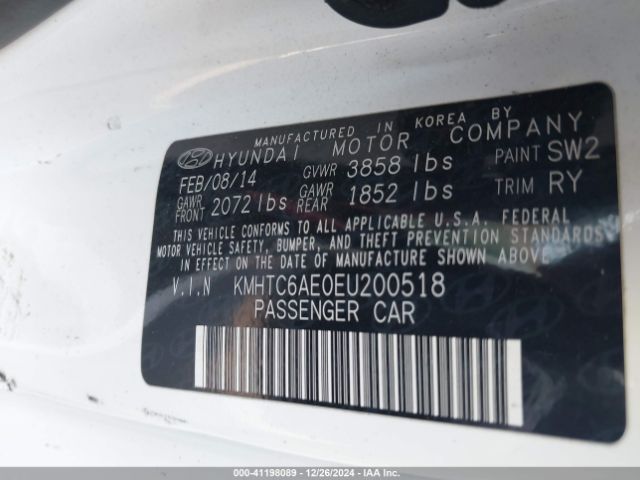 MANUFACTURED IN KOREA BY
HYUNDAI MOTOR COMPANY
FEB/08/14 GVWR 3858 lbs PAINT SW2
GAWR FRONT 2072 lbs GAWR REAR 1852 lbs TRIM RY
THIS VEHICLE CONFORMS TO ALL APPLICABLE U.S.A. FEDERAL
MOTOR VEHICLE SAFETY, BUMPER, AND THEFT PREVENTION STANDARDS
IN EFFECT ON THE DATE OF MANUFACTURE SHOWN ABOVE.
V.I.N KMHTC6AE0EU200518
PASSENGER CAR
000-41198089 - 12/26/2024 - IAA Inc.